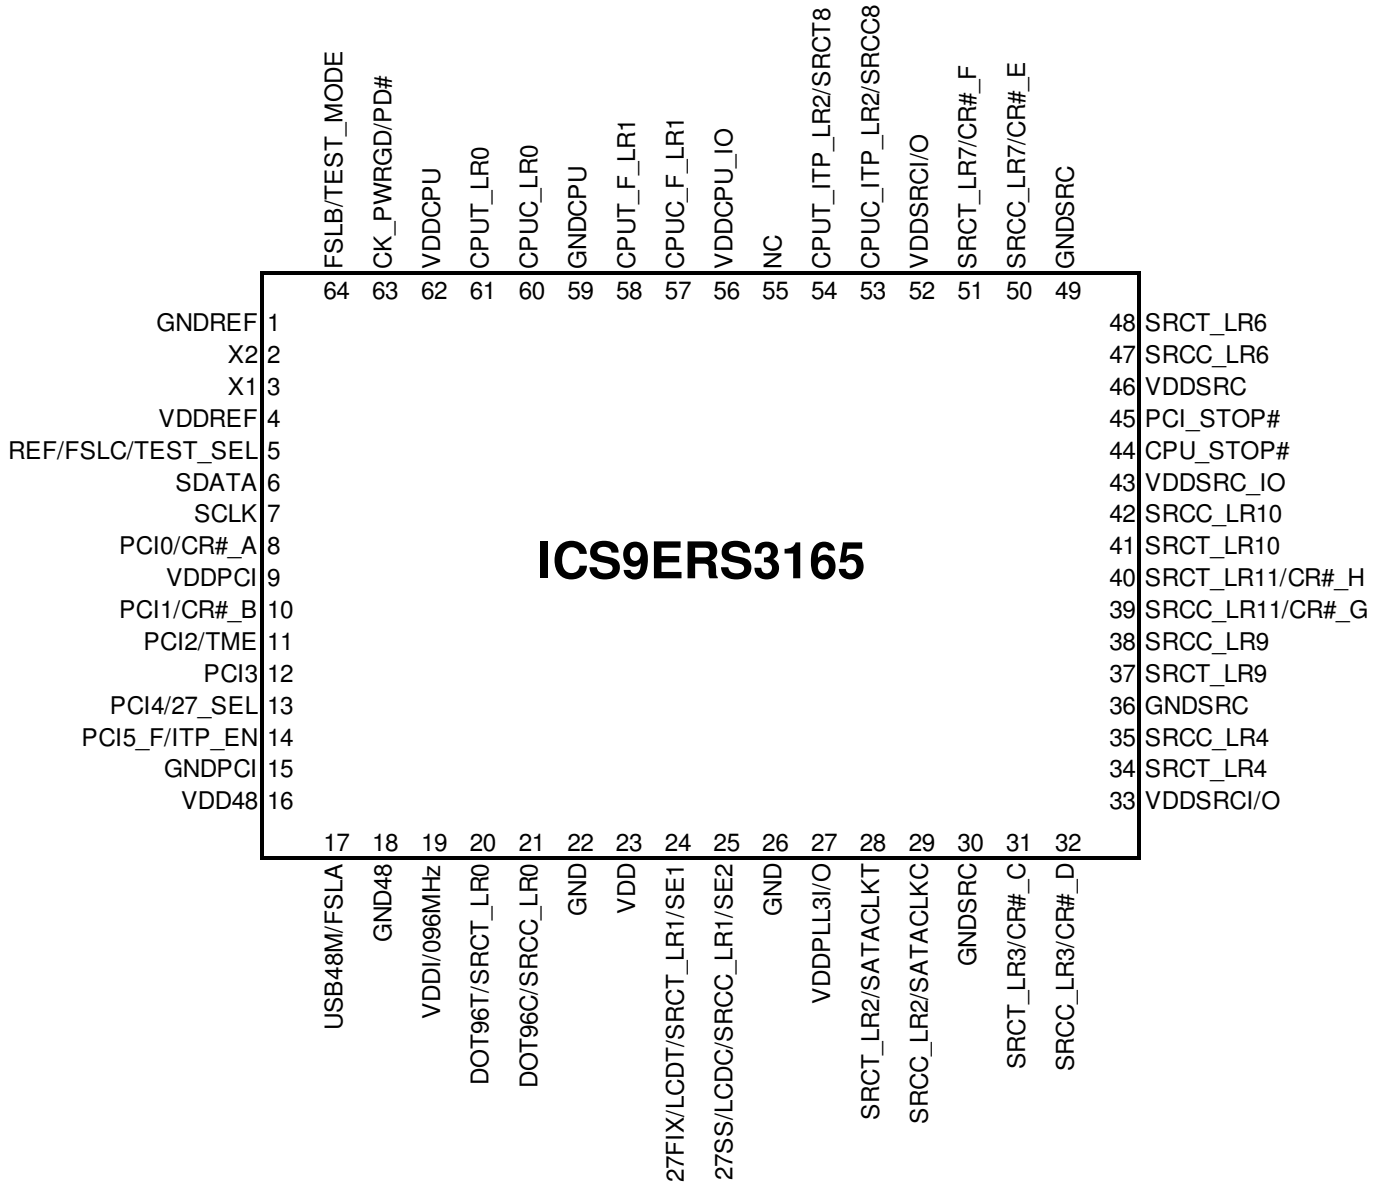 FSLB/TEST_MODE
CK_PWRGD/PD#
VDDCPU
CPUT_LR0
CPUC_LR0
GNDCPU
CPUT_F_LR1
CPUC_F_LR1
VDDCPU_IO
NC
CPUT_ITP_LR2/SRCT8
CPUC_ITP_LR2/SRCC8
VDDSRCI/O
SRCT_LR7/CR#_F
SRCC_LR7/CR#_E
GNDSRC
64 63 62 61 60 59 58 57 56 55 54 53 52 51 50 49
GNDREF 1
X2 2
X1 3
VDDREF 4
REF/FSLC/TEST_SEL 5
SDATA 6
SCLK 7
PCI0/CR#_A 8
VDDPCI 9
PCI1/CR#_B 10
PCI2/TME 11
PCI3 12
PCI4/27_SEL 13
PCI5_F/ITP_EN 14
GNDPCI 15
VDD48 16
ICS9ERS3165
48 SRCT_LR6
47 SRCC_LR6
46 VDDSRC
45 PCI_STOP#
44 CPU_STOP#
43 VDDSRC_IO
42 SRCC_LR10
41 SRCT_LR10
40 SRCT_LR11/CR#_H
39 SRCC_LR11/CR#_G
38 SRCC_LR9
37 SRCT_LR9
36 GNDSRC
35 SRCC_LR4
34 SRCT_LR4
33 VDDSRCI/O
17 18 19 20 21 22 23 24 25 26 27 28 29 30 31 32
USB48M/FSLA
GND48
VDDI/096MHz
DOT96T/SRCT_LR0
DOT96C/SRCC_LR0
GND
VDD
27FIX/LCDT/SRCT_LR1/SE1
27SS/LCDC/SRCC_LR1/SE2
GND
VDDPLL3I/O
SRCT_LR2/SATACLKT
SRCC_LR2/SATACLKC
GNDSRC
SRCT_LR3/CR#_C
SRCC_LR3/CR#_D